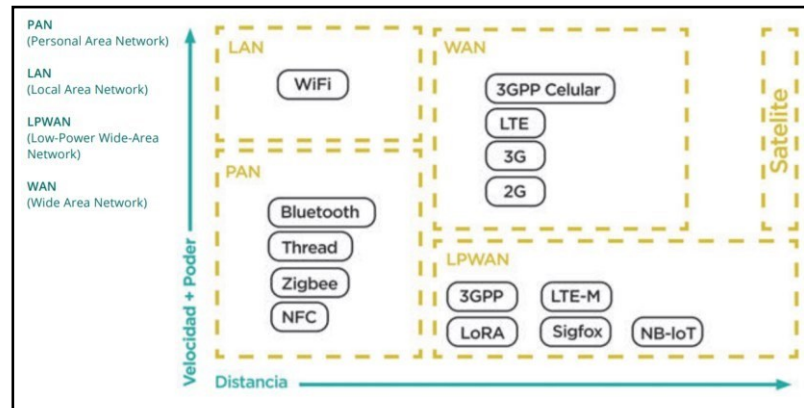 PAN
(Personal Area Network)
LAN
(Local Area Network)
LPWAN
(Low-Power Wide-Area
Network)
WAN
(Wide Area Network)
Velocidad + Poder
LAN
WiFi
PAN
Bluetooth
Thread
Zigbee
NFC
WAN
3GPP Celular
LTE
3G
2G
Satelite
LPWAN
3GPP LTE-M
LoRA Sigfox NB-IoT
Distancia